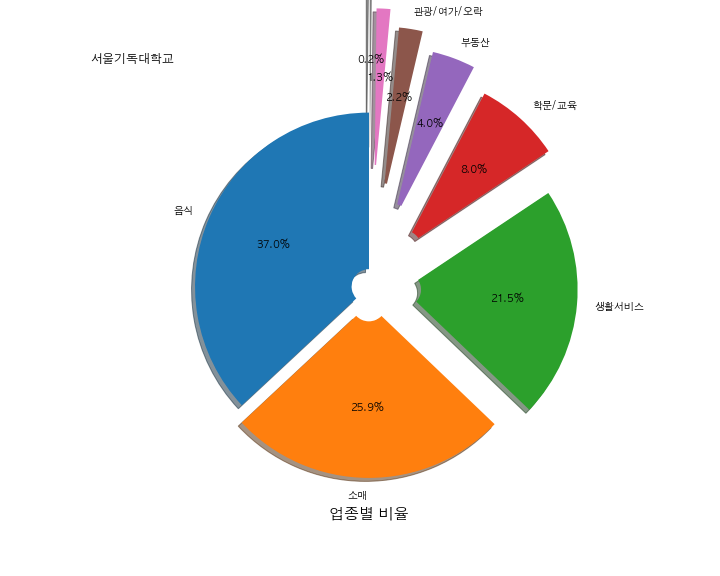 관광/여가/오락
부동산
서울기독대학교
0.2%
1.3%
2.2%
학문/교육
4.0%
8.0%
음식
37.0%
21.5%
생활서비스
25.9%
소매
업종별 비율